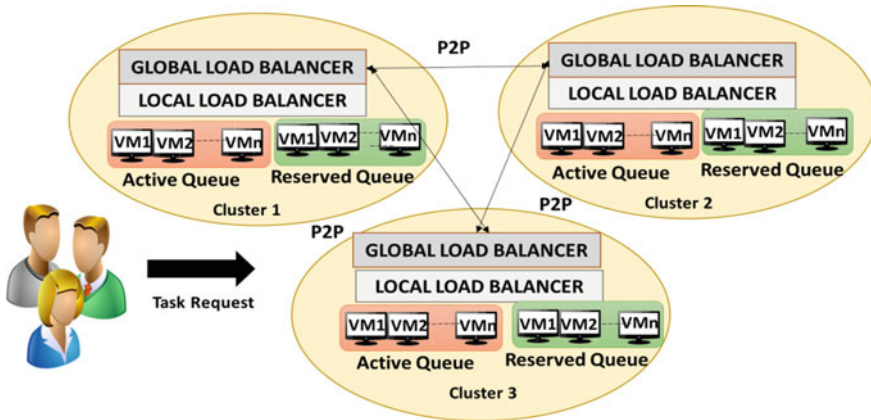 P2P
GLOBAL LOAD BALANCER
LOCAL LOAD BALANCER
VM1 VM2 VMn
VM1 VM2 VMn
Active Queue
Reserved Queue
Cluster 1
GLOBAL LOAD BALANCER
LOCAL LOAD BALANCER
VM1 VM2 VMn
VM1 VM2 VMn
Active Queue
Reserved Queue
Cluster 2
P2P
P2P
Task Request
GLOBAL LOAD BALANCER
LOCAL LOAD BALANCER
VM1 VM2 VMn
VM1 VM2 VMn
Active Queue
Reserved Queue
Cluster 3